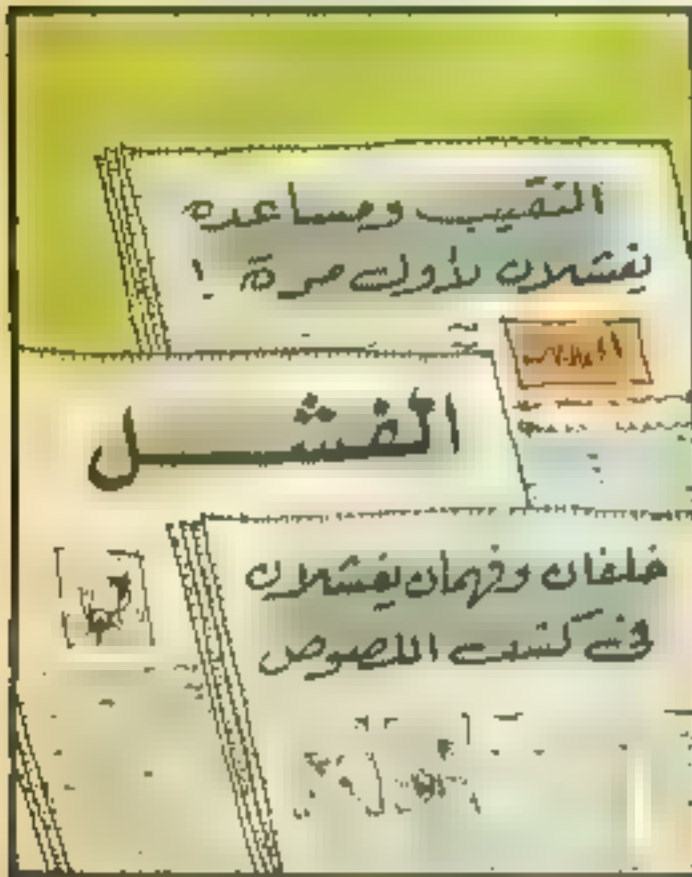 النقيب ومساعده
يفشلان لأول مرة !
الفشل
خلفان وفهمان يفشلان
في كشف اللصوص